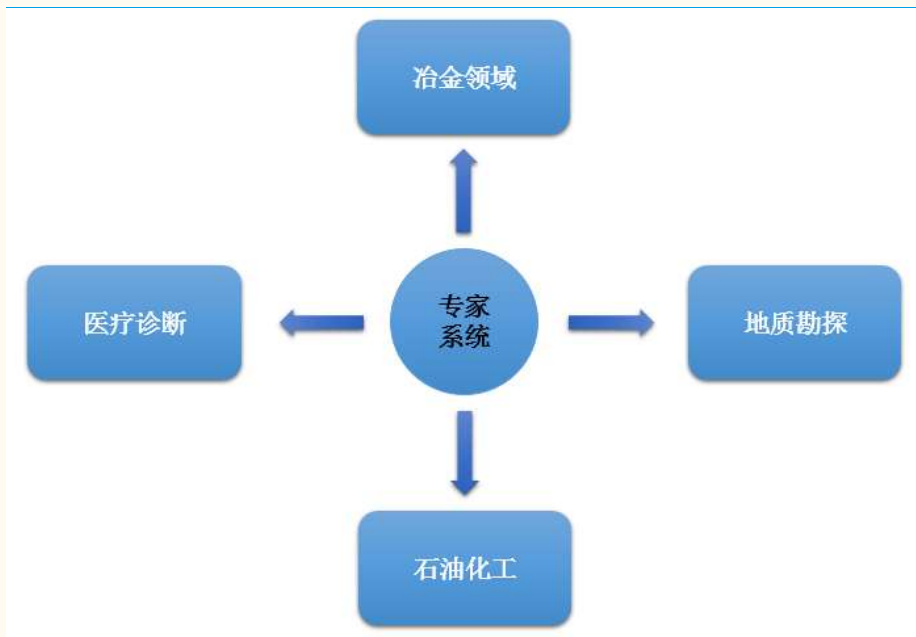 冶金领域
医疗诊断
专家
系统
地质勘探
石油化工